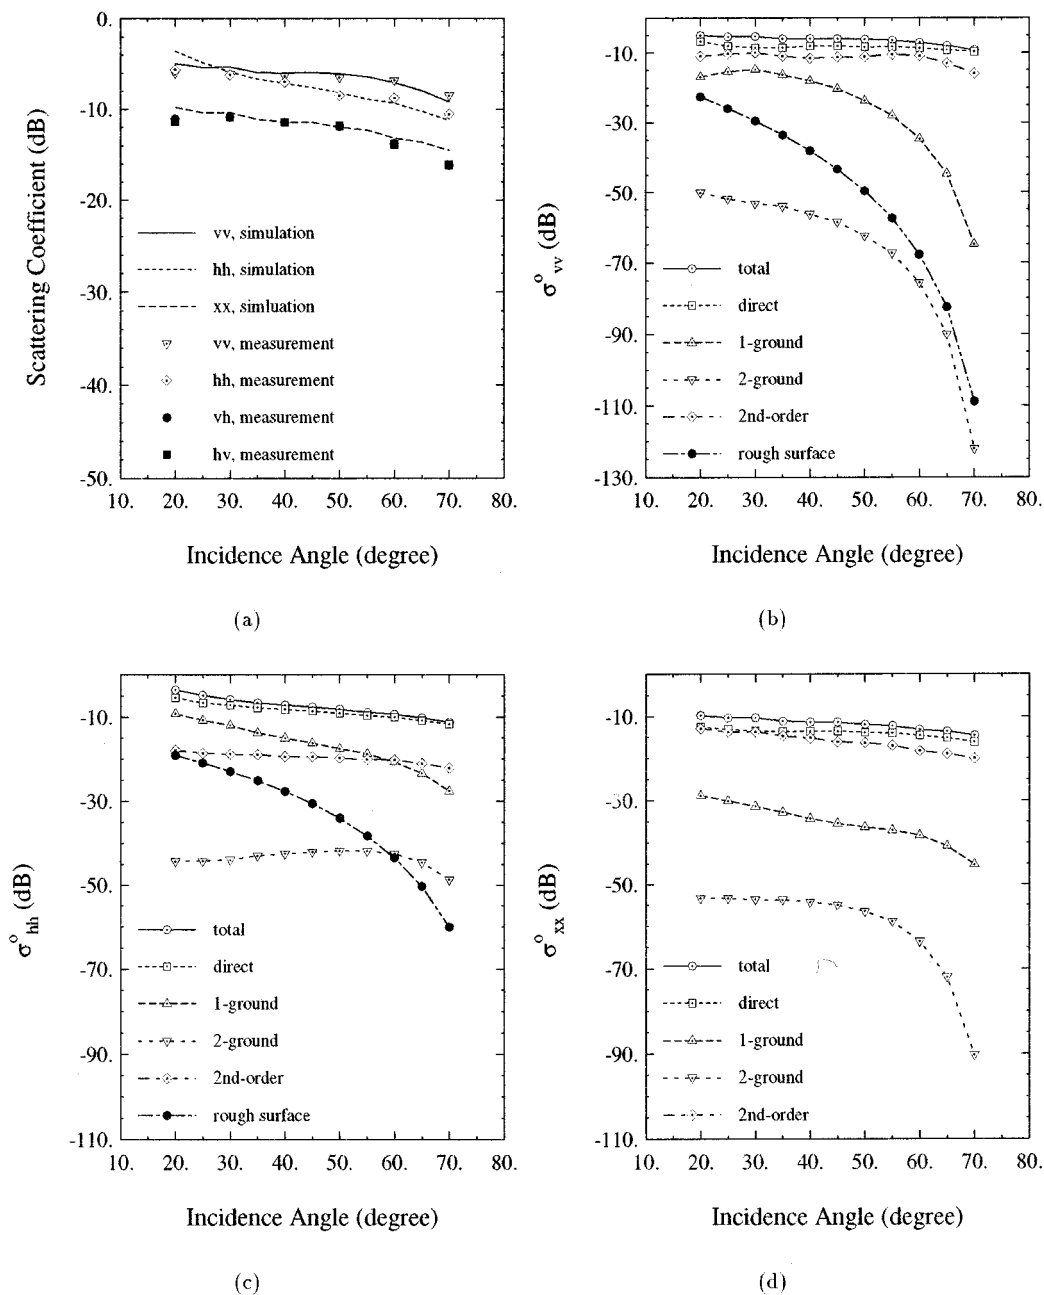 0.
-10.
-20.
-30.
-40.
-50.
10. 20. 30. 40. 50. 60. 70. 80.
Scattering Coefficient (dB)
Incidence Angle (degree)
vv, simulation
hh, simulation
xx, simluation
vv, measurement
hh, measurement
vh, measurement
hv, measurement
(a)
-10.
-30.
-50.
-70.
-90.
-110.
-130.
10. 20. 30. 40. 50. 60. 70. 80.
σ°vv (dB)
Incidence Angle (degree)
total
direct
1-ground
2-ground
2nd-order
rough surface
(b)
-10.
-30.
-50.
-70.
-90.
-110.
10. 20. 30. 40. 50. 60. 70. 80.
σ°hh (dB)
Incidence Angle (degree)
total
direct
1-ground
2-ground
2nd-order
rough surface
(c)
-10.
-30.
-50.
-70.
-90.
-110.
10. 20. 30. 40. 50. 60. 70. 80.
σ°xx (dB)
Incidence Angle (degree)
total
direct
1-ground
2-ground
2nd-order
(d)